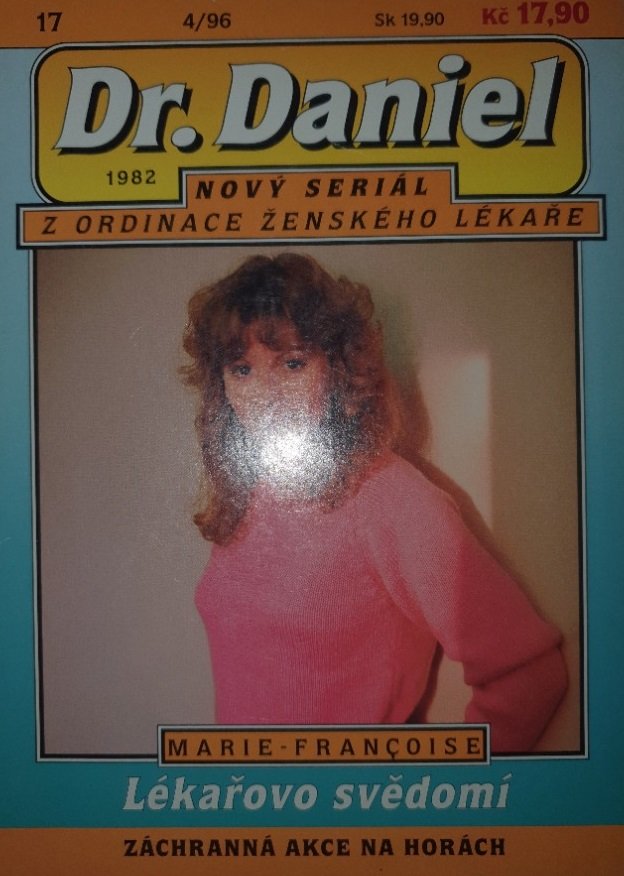 17 4/96 Sk 19,90 Kč 17,90
Dr. Daniel
1982
NOVÝ SERIÁL
Z ORDINACE ŽENSKÉHO LÉKAŘE
MARIE-FRANÇOISE
Lékařovo svědomí
ZÁCHRANNÁ AKCE NA HORÁCH